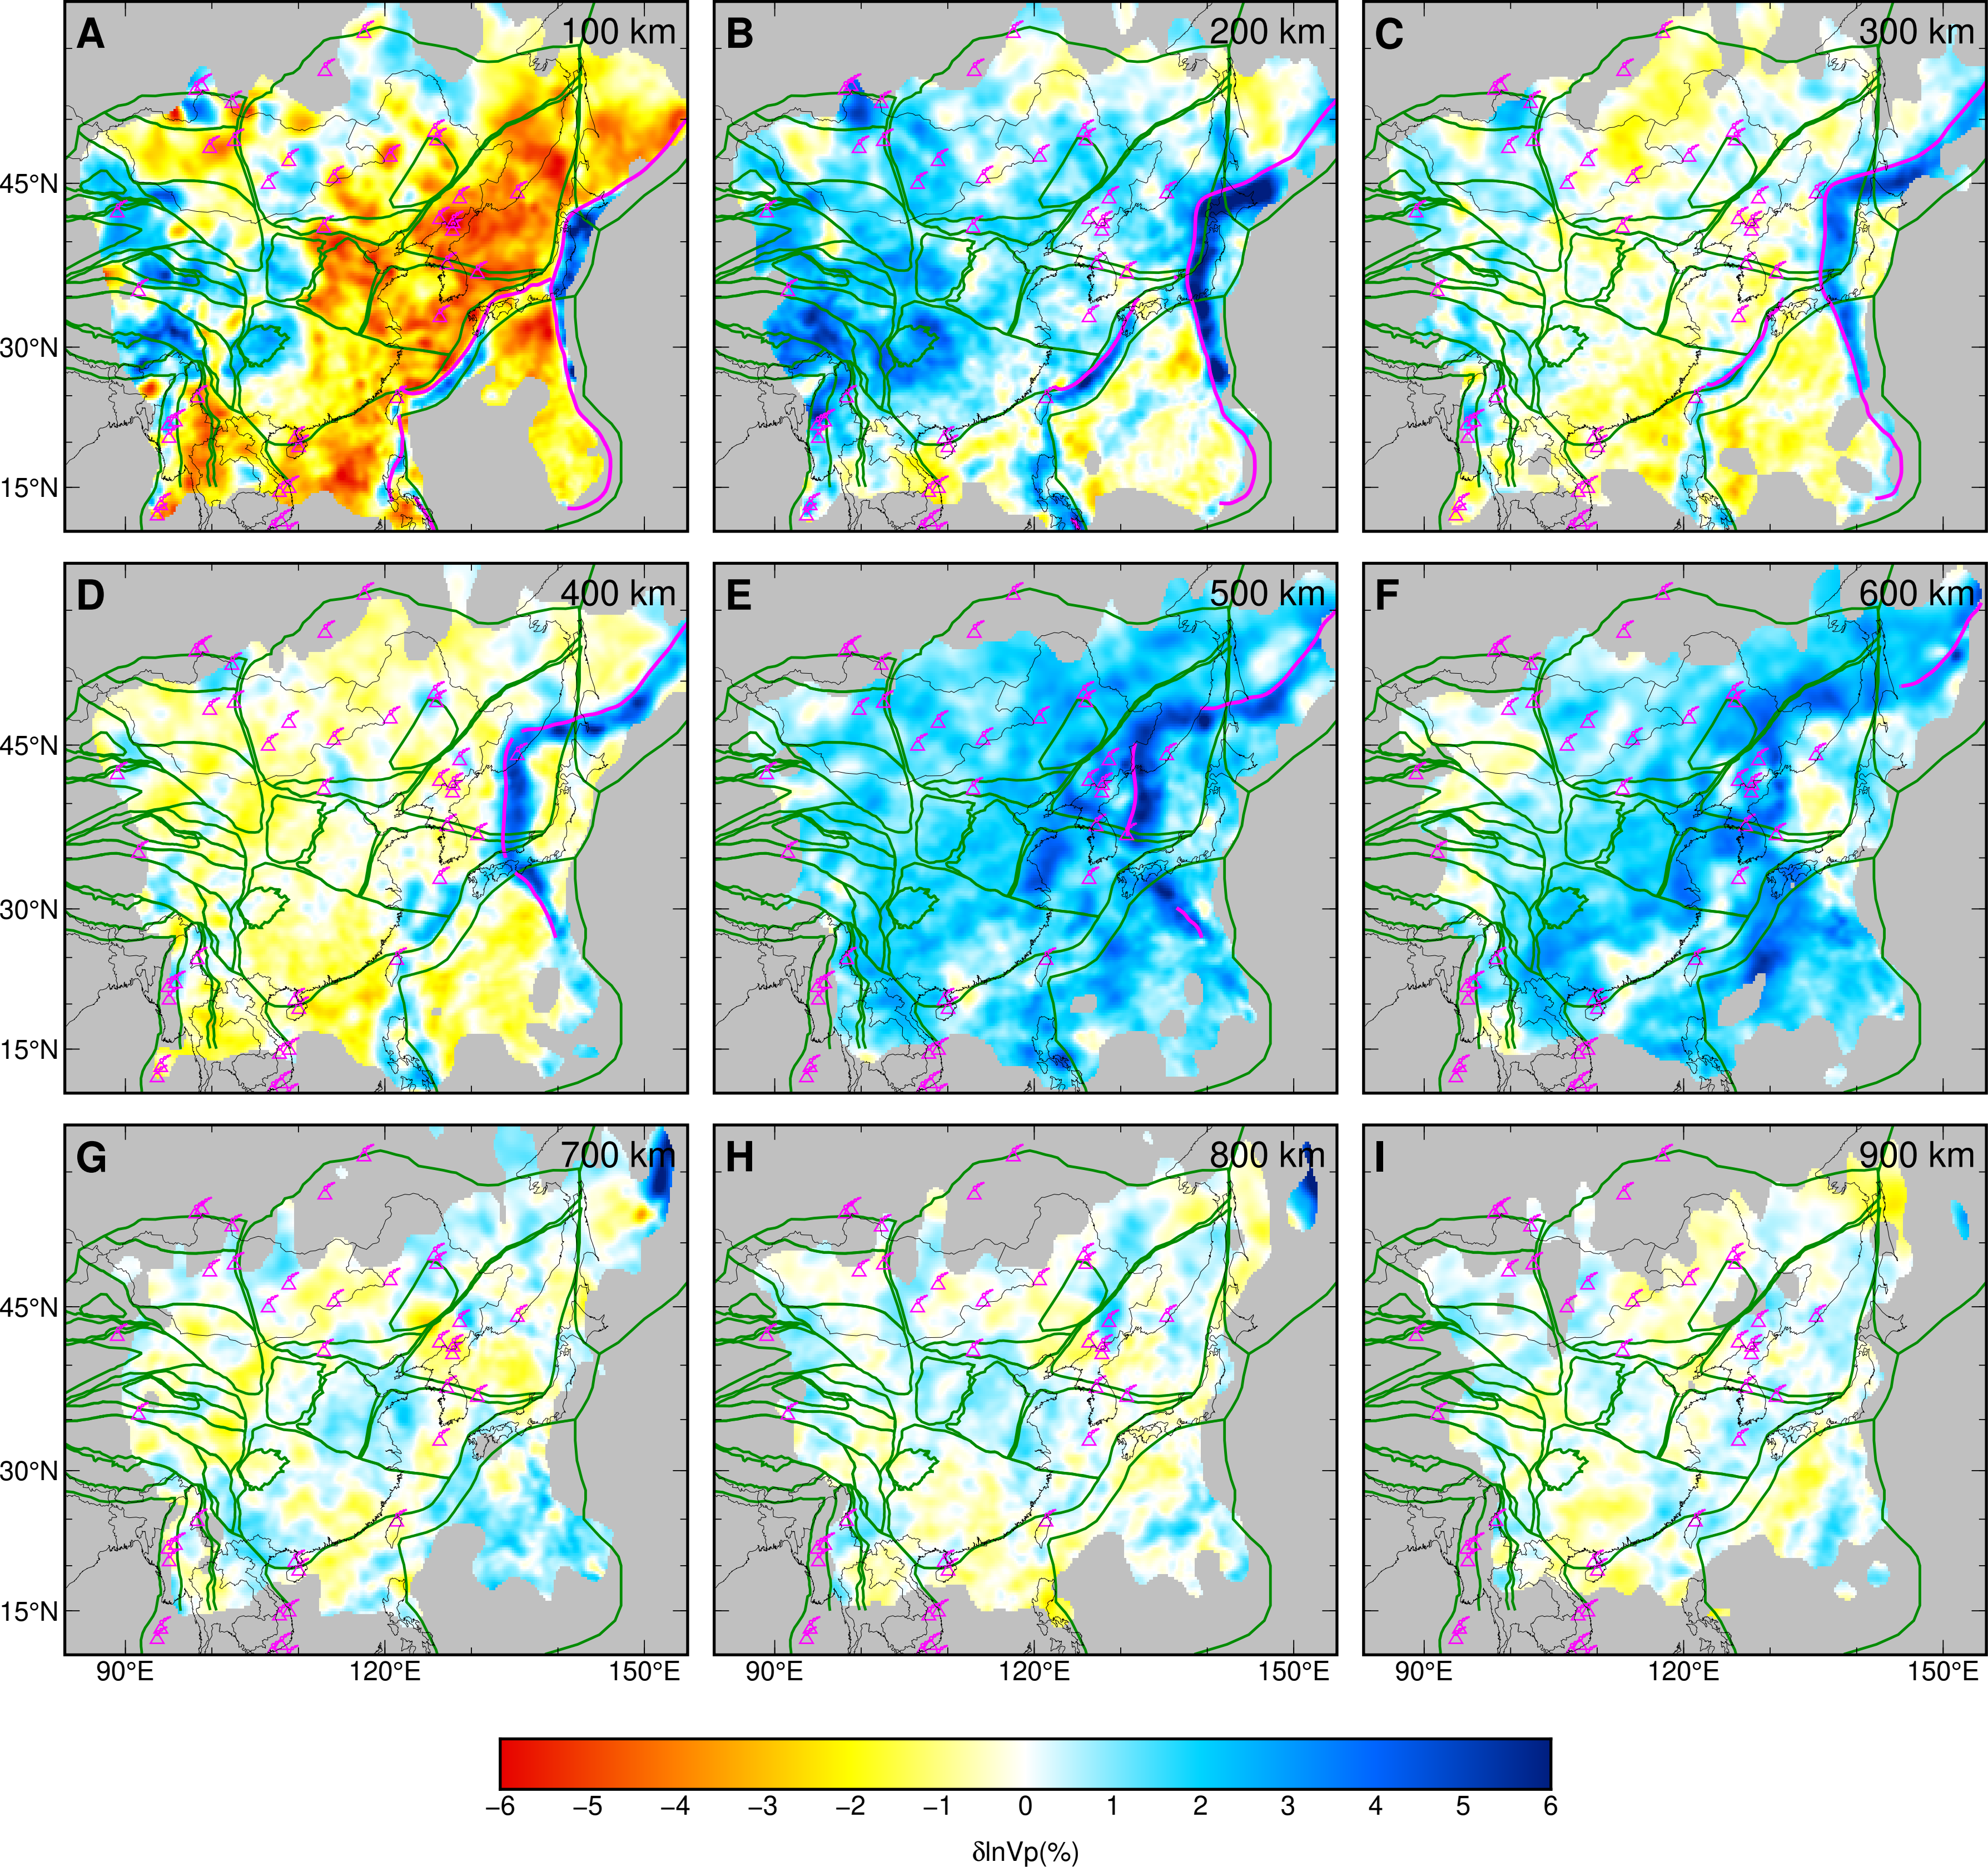 A 100 km
B 200 km
C 300 km
45°N
30°N
15°N
D 400 km
E 500 km
F 600 km
45°N
30°N
15°N
G 700 km
H 800 km
I 900 km
45°N
30°N
15°N
90°E 120°E 150°E
90°E 120°E 150°E
90°E 120°E 150°E
−6 −5 −4 −3 −2 −1 0 1 2 3 4 5 6
δlnVp(%)